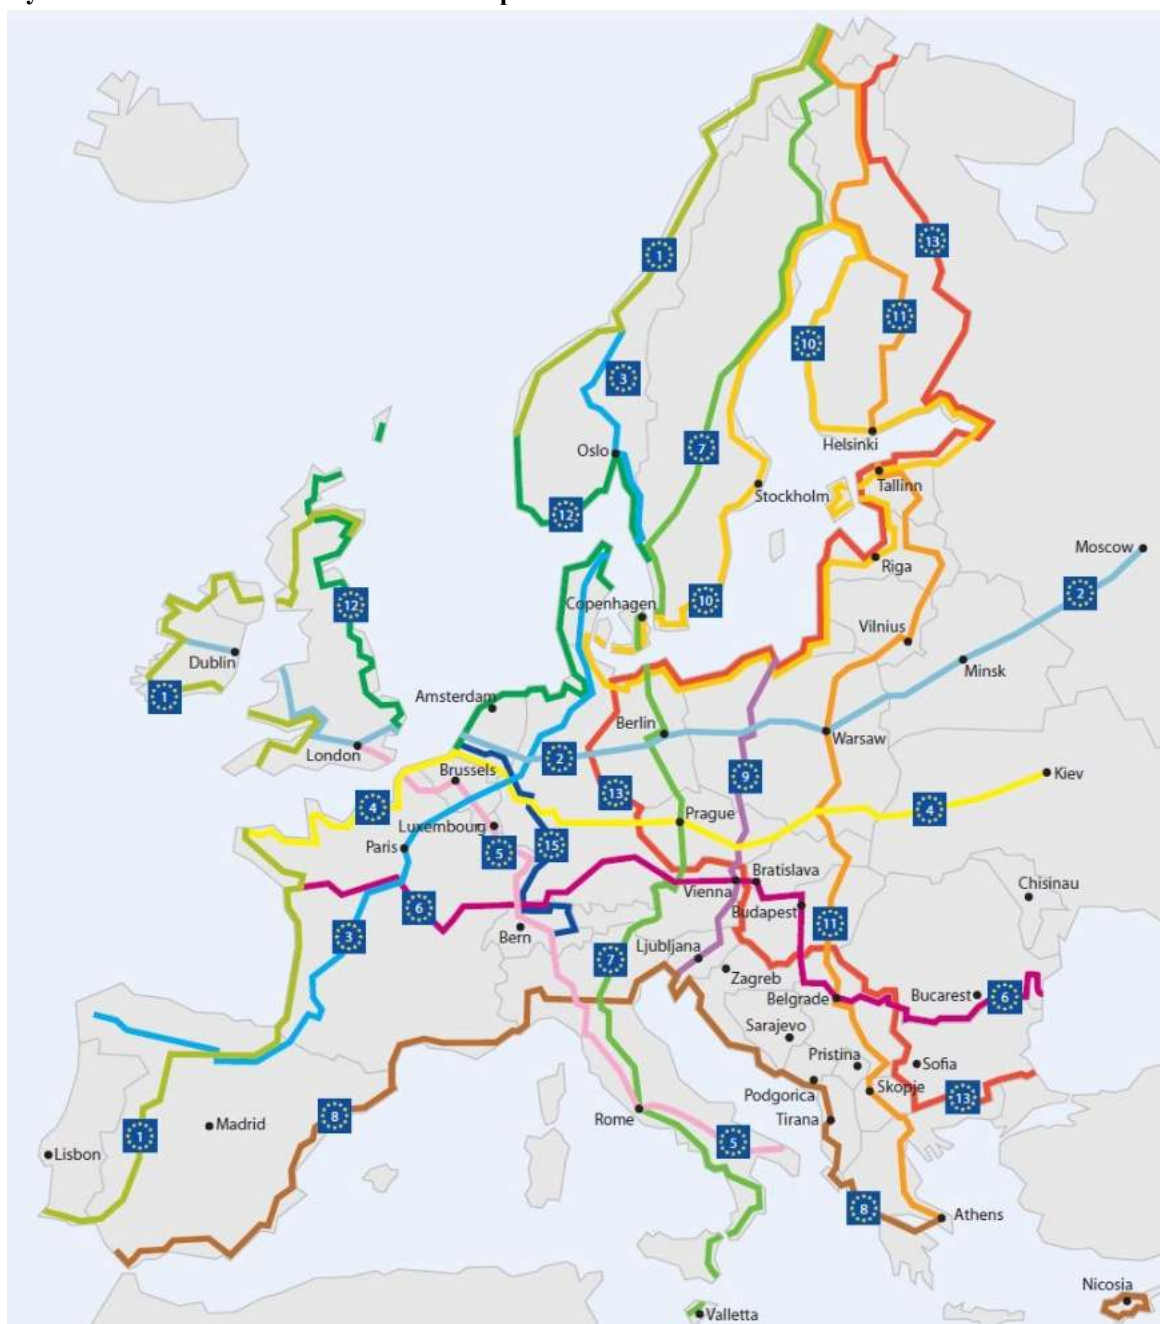 1
13
11
10
3
7
Helsinki
Oslo
Tallinn
Stockholm
12
Moscow
Riga
2
12
Copenhagen
10
Vilnius
Dublin
Minsk
1
Amsterdam
Berlin
Warsaw
London
2
Brussels
9
Kiev
13
4
4
Luxembourg
Prague
Paris
5
15
Bratislava
Vienna
Chisinau
6
Budapest
11
3
Bern
Ljubljana
7
Zagreb
Belgrade
Bucarest
6
Sarajevo
Pristina
Sofia
Podgorica
Skopje
13
8
Rome
Tirana
Madrid
1
5
Lisbon
8
Athens
Nicosia
Valletta